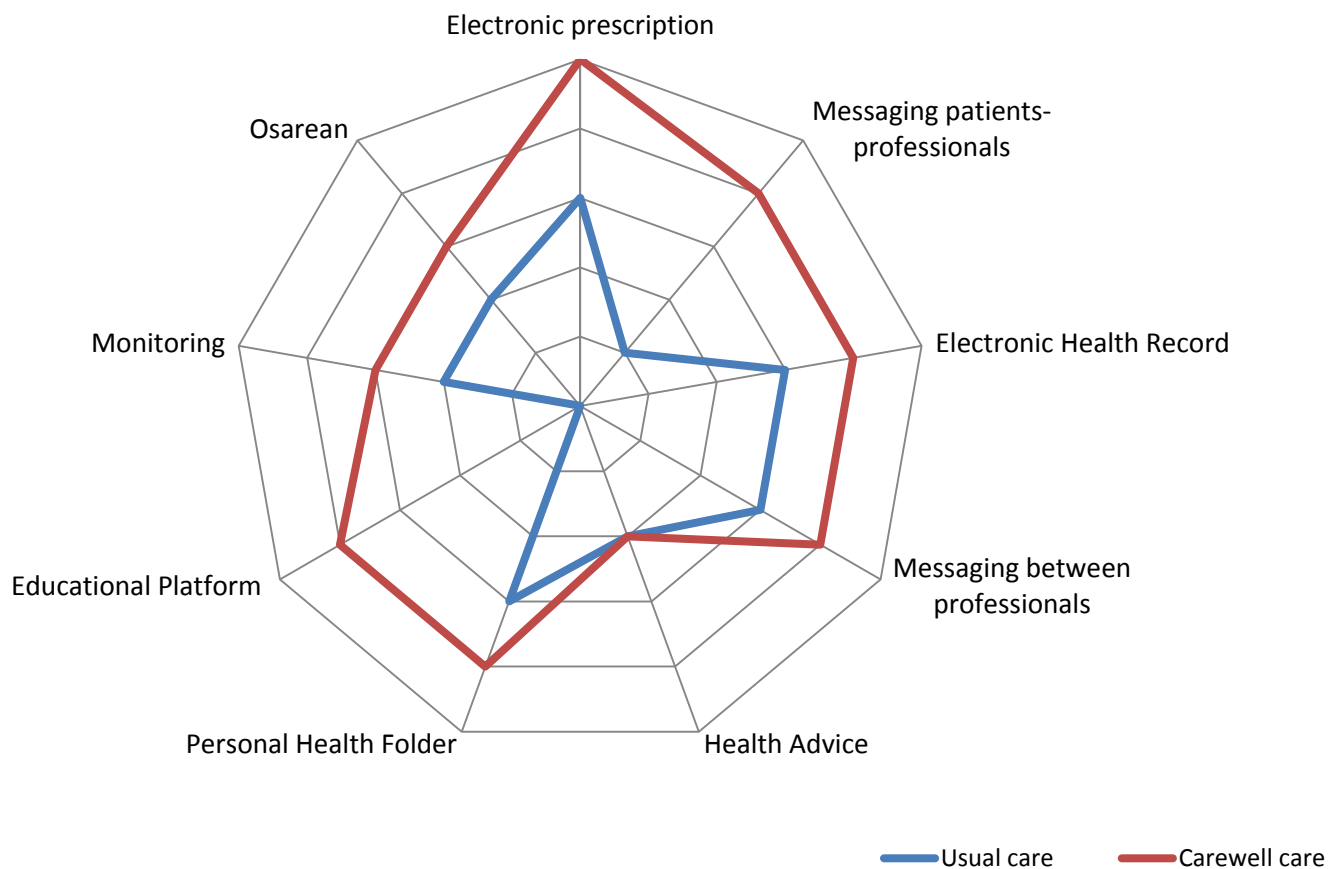 Electronic prescription
Messaging patients-
professionals
Osarean
Electronic Health Record
Monitoring
Messaging between
professionals
Educational Platform
Personal Health Folder
Health Advice
Usual care
Carewell care